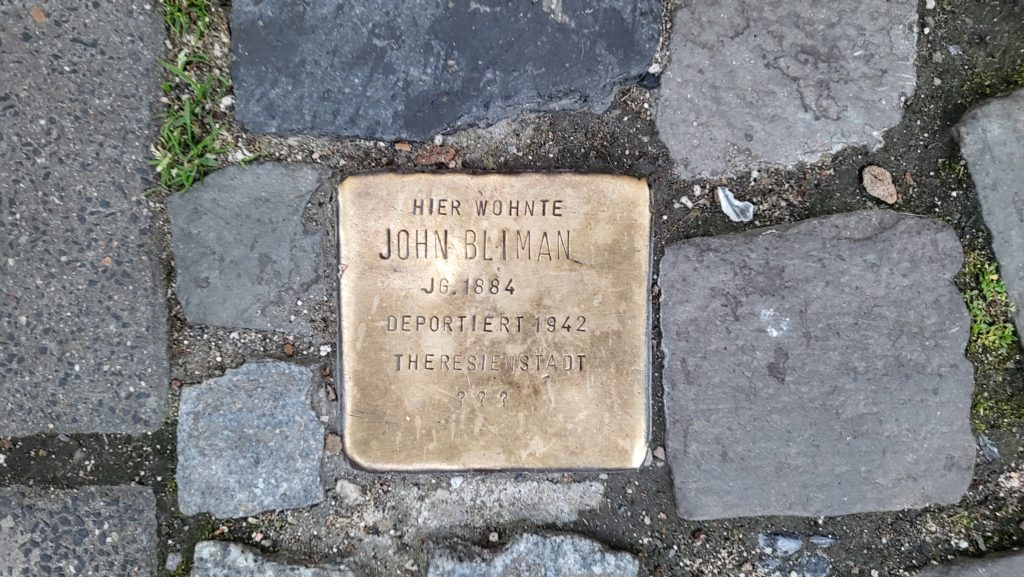 HIER WOHNTE
JOHN BLIMAN
JG. 1884
DEPORTIERT 1942
THERESIENSTADT
? ? ?